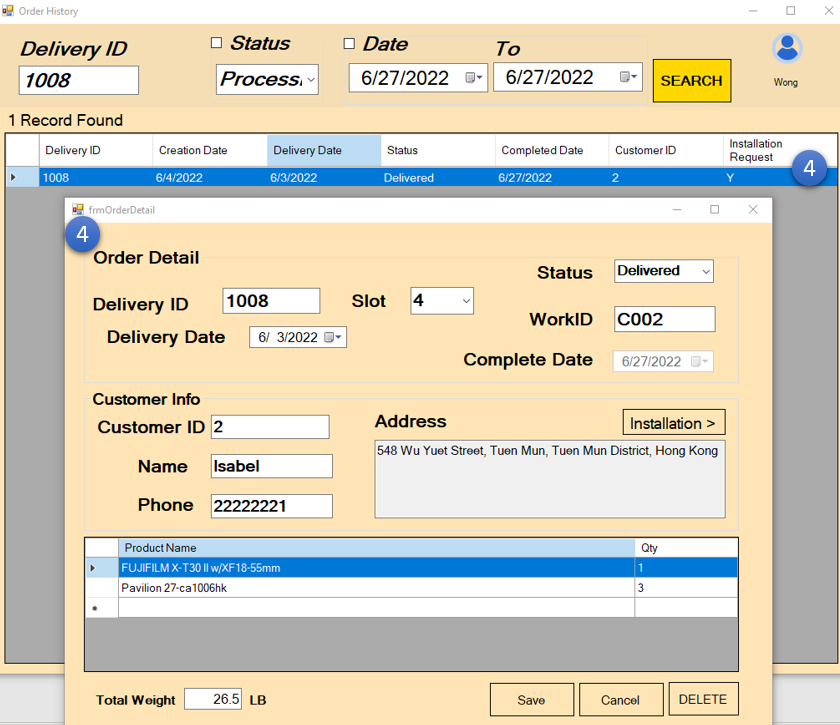 Order History
Delivery ID
Status
Date
To
1008
Processi
6/27/2022
6/27/2022
SEARCH
Wong
1 Record Found
Delivery ID Creation Date Delivery Date Status Completed Date Customer ID Installation Request
4
1008 6/4/2022 6/3/2022 Delivered 6/27/2022 2 Y
frmOrderDetail
4
Order Detail
Status Delivered
Delivery ID 1008 Slot 4
WorkID C002
Delivery Date 6/ 3/2022
Complete Date 6/27/2022
Customer Info
Customer ID 2
Address
Installation >
Name Isabel
548 Wu Yuet Street, Tuen Mun, Tuen Mun District, Hong Kong
Phone 22222221
Product Name Qty
FUJIFILM X-T30 II w/XF18-55mm 1
Pavilion 27-ca1006hk 3
Total Weight 26.5 LB
Save
Cancel
DELETE